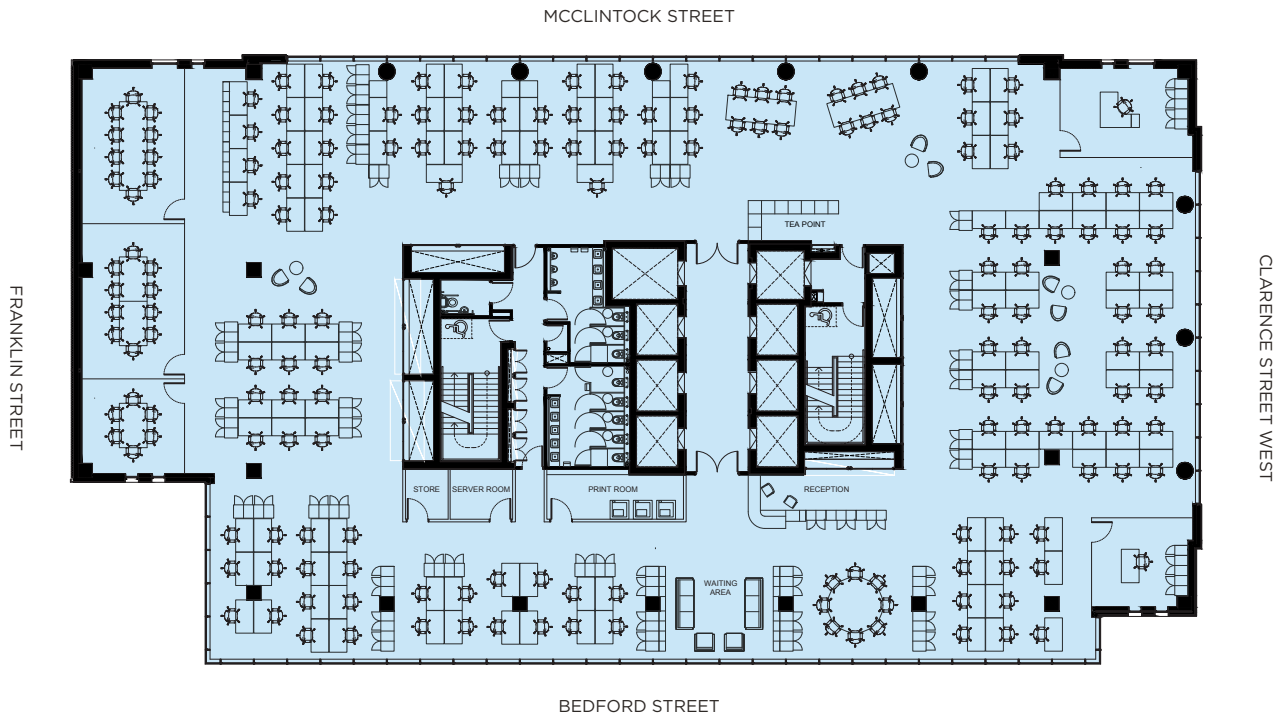 MCCLINTOCK STREET
TEA POINT
FRANKLIN STREET
CLARENCE STREET WEST
STORE
SERVER ROOM
PRINT ROOM
RECEPTION
WAITING
AREA
BEDFORD STREET